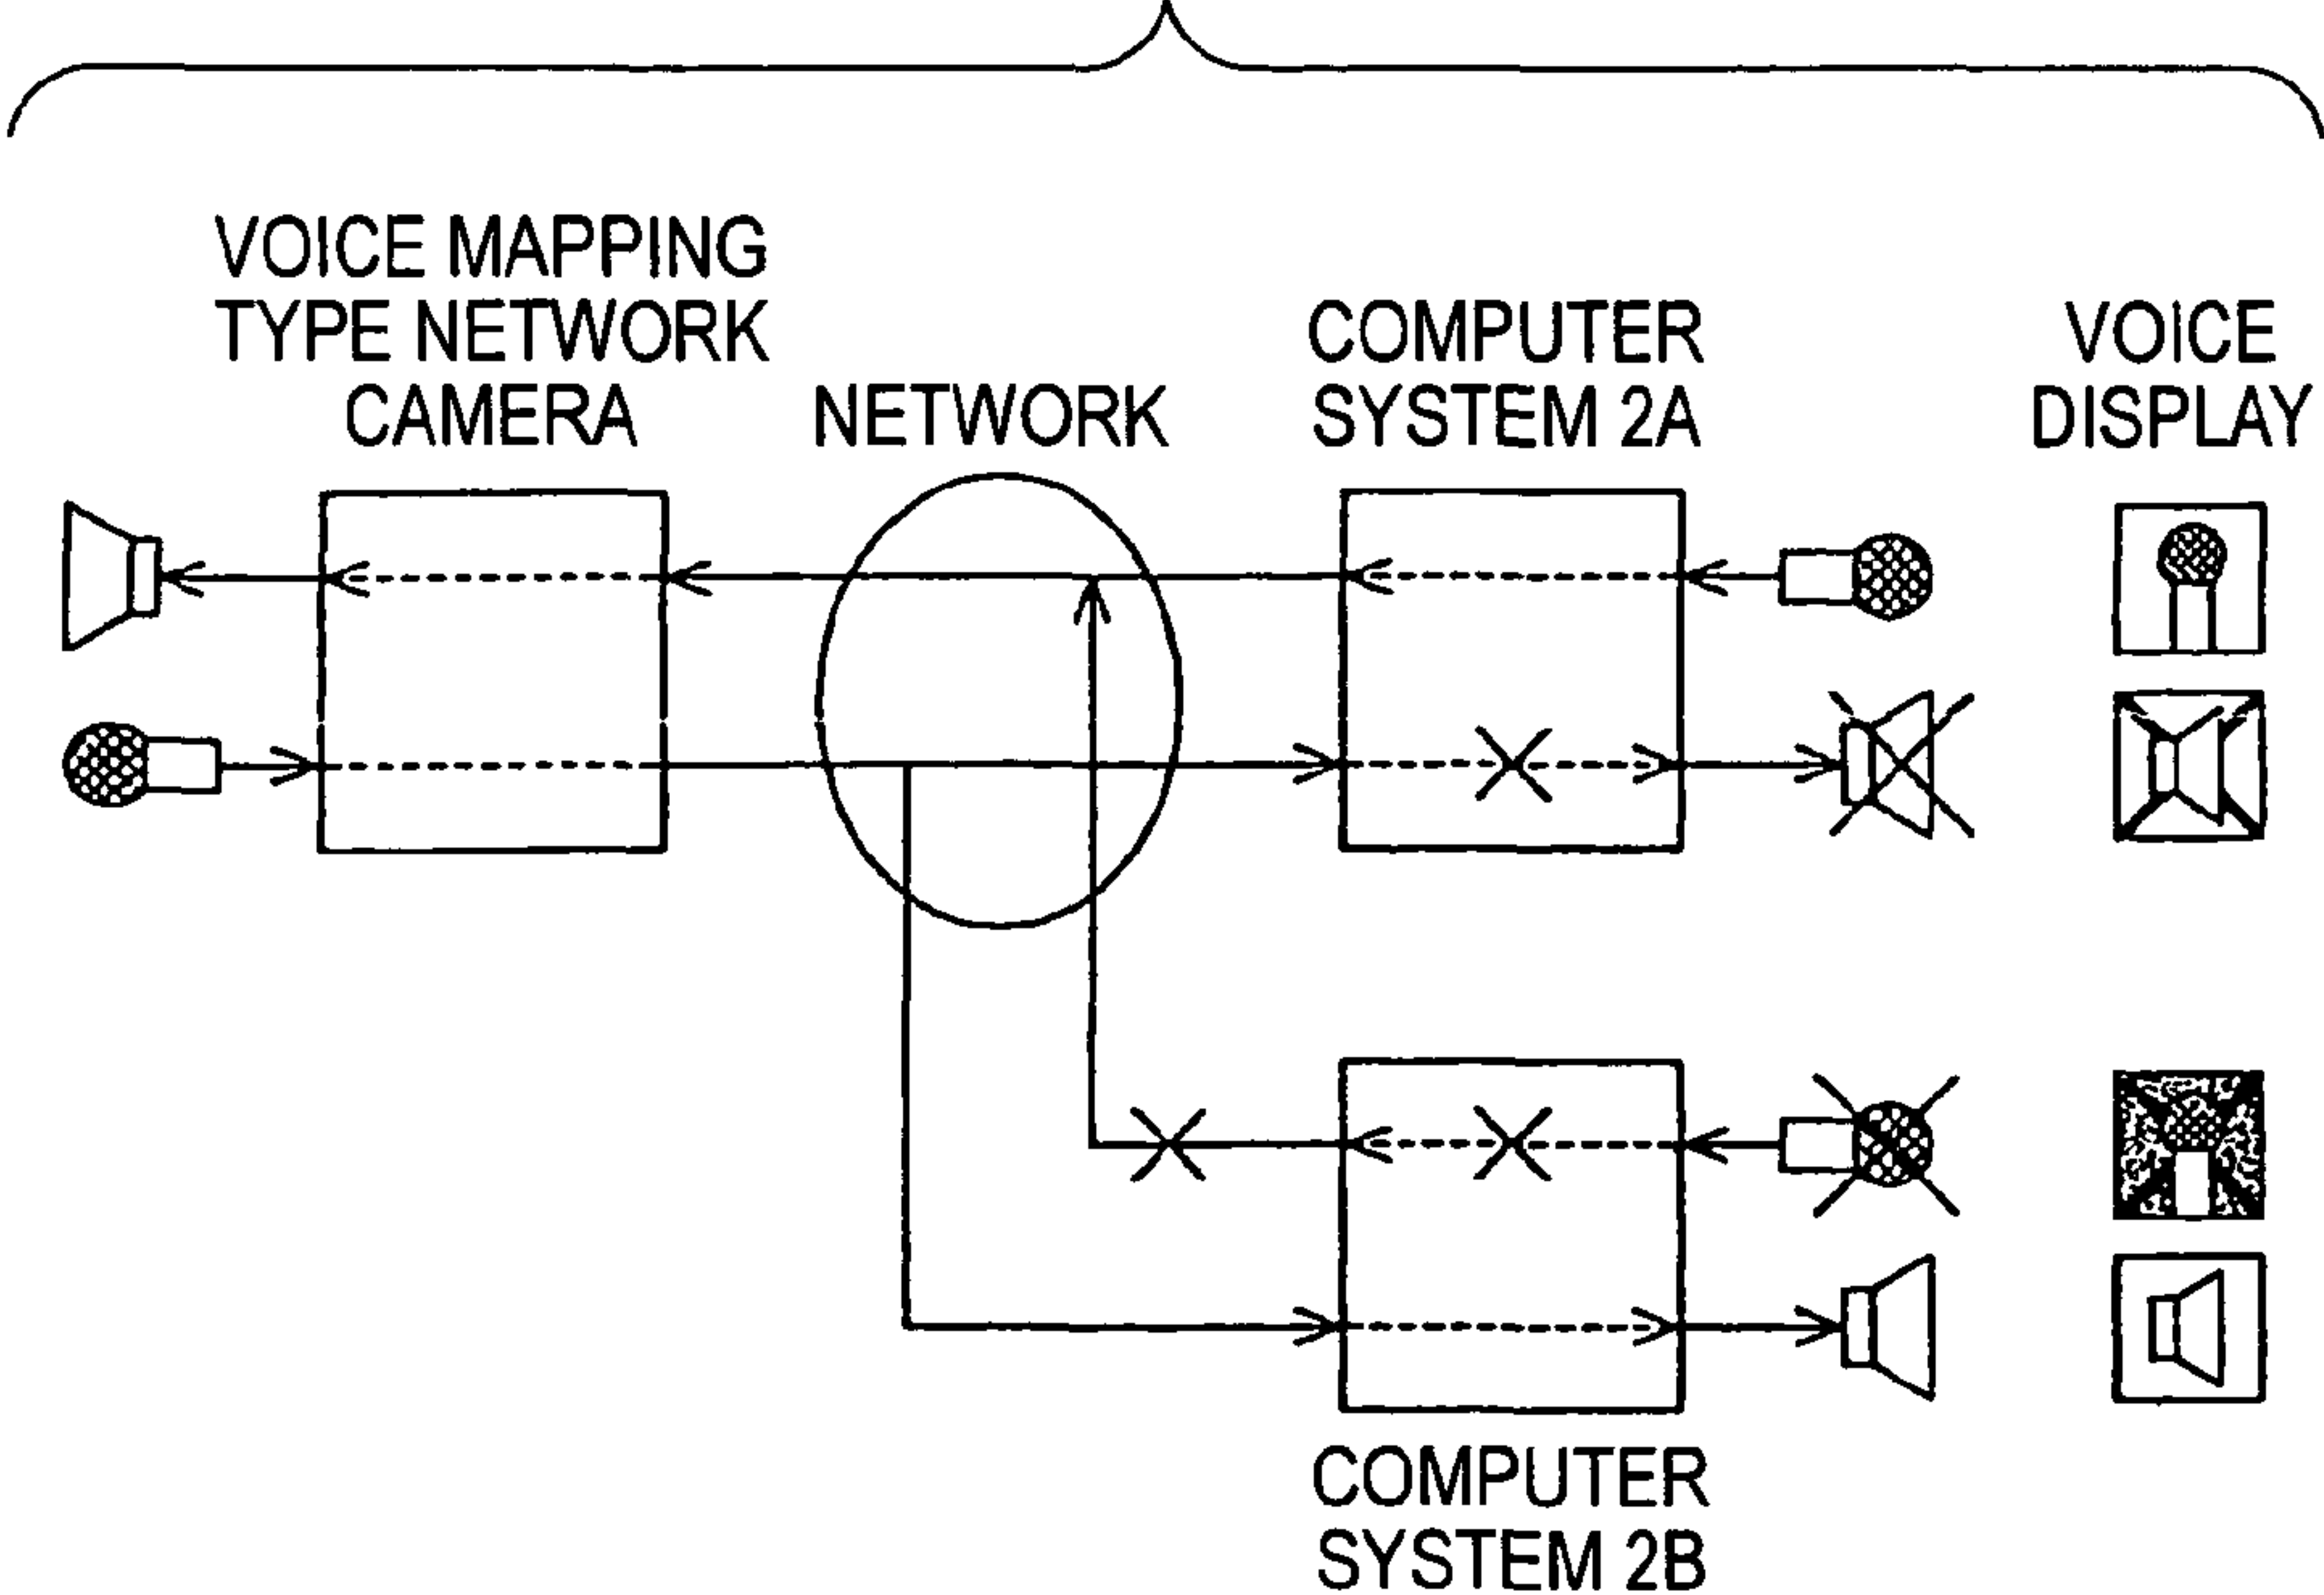 VOICE MAPPING
TYPE NETWORK
CAMERA
NETWORK
COMPUTER
SYSTEM 2A
VOICE
DISPLAY
COMPUTER
SYSTEM 2B